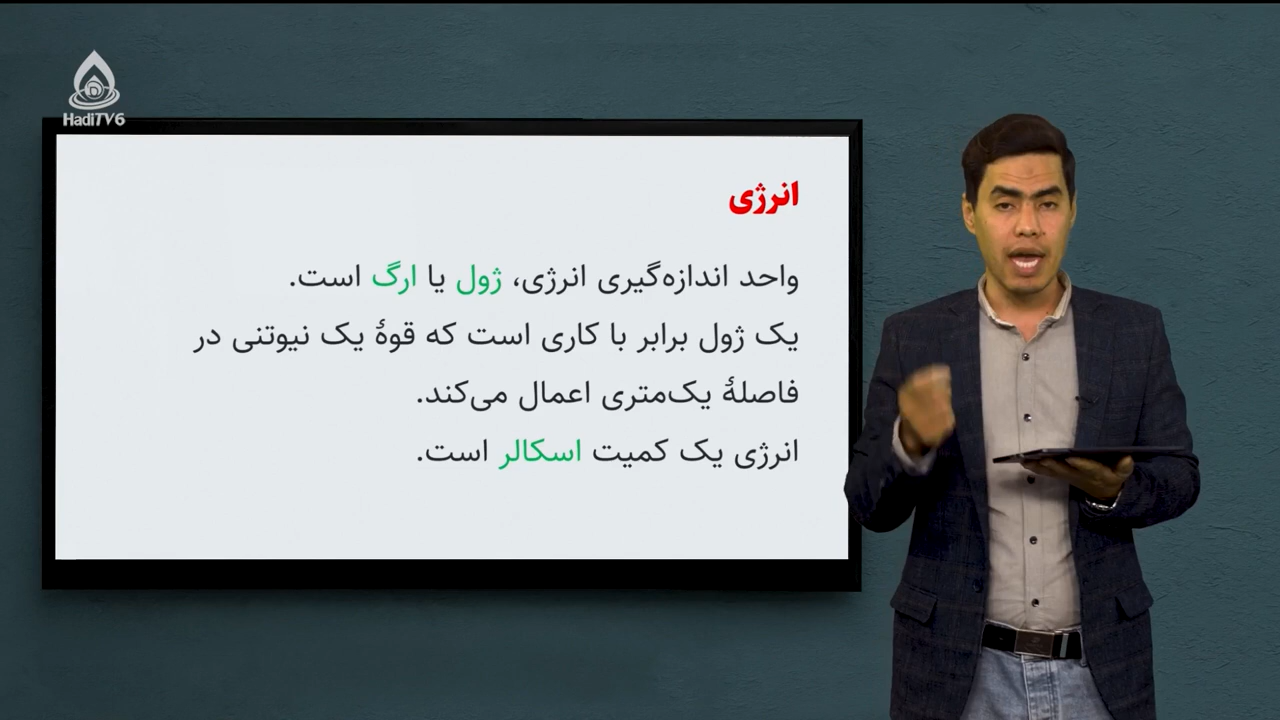 HadiTV6
انرژی
واحد اندازه‌گیری انرژی، ژول یا ارگ است.
یک ژول برابر با کاری است که قوهٔ یک نیوتنی در
فاصلهٔ یک‌متری اعمال می‌کند.
انرژی یک کمیت اسکالر است.